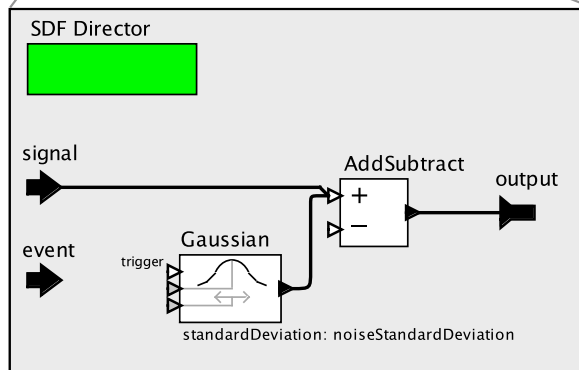 SDF Director
signal
AddSubtract
+
output
−
event
Gaussian
trigger
standardDeviation: noiseStandardDeviation